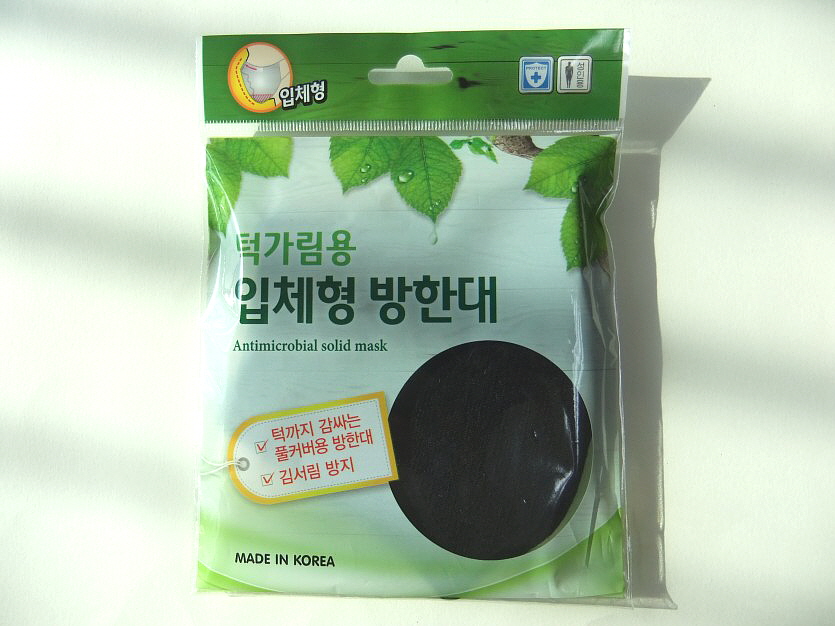 입체형
PROTECT
성인용
턱가림용
입체형 방한대
Antimicrobial solid mask
턱까지 감싸는
풀커버용 방한대
김서림 방지
MADE IN KOREA